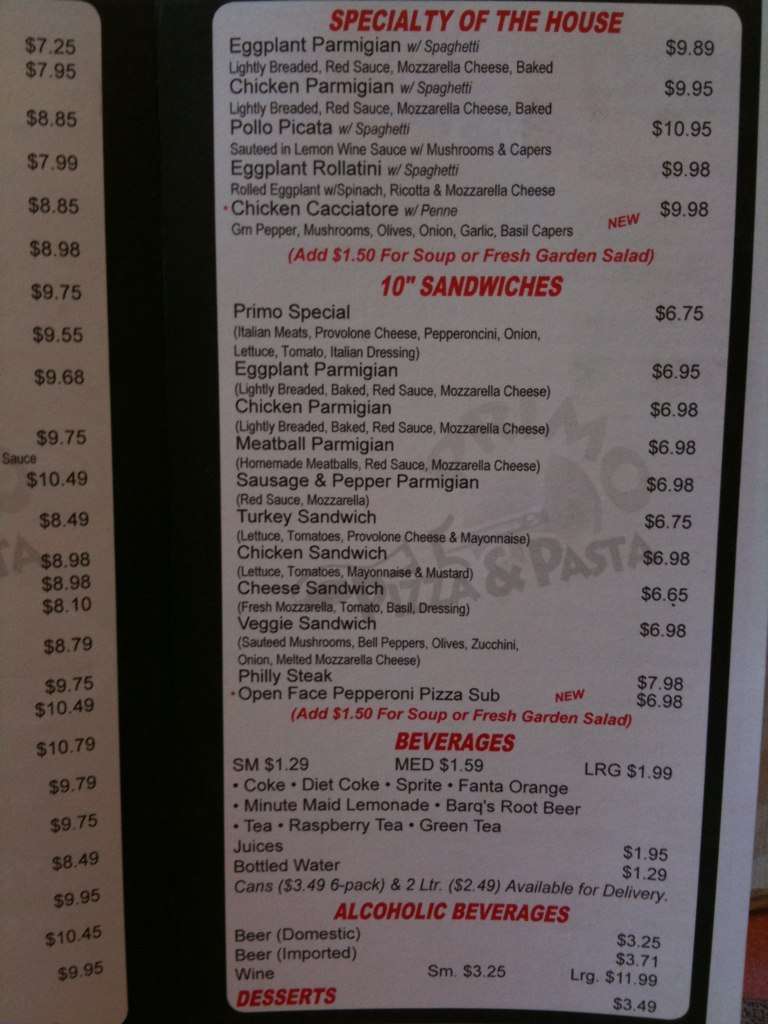 $7.25
$7.95
$8.85
$7.99
$8.85
$8.98
$9.75
$9.55
$9.68
$9.75
Sauce
$10.49
$8.49
$8.98
$8.98
$8.10
$8.79
$9.75
$10.49
$10.79
$9.79
$9.75
$8.49
$9.95
$10.45
$9.95
SPECIALTY OF THE HOUSE
Eggplant Parmigian w/ Spaghetti $9.89
Lightly Breaded, Red Sauce, Mozzarella Cheese, Baked
Chicken Parmigian w/ Spaghetti $9.95
Lightly Breaded, Red Sauce, Mozzarella Cheese, Baked
Pollo Picata w/ Spaghetti $10.95
Sauteed in Lemon Wine Sauce w/ Mushrooms & Capers
Eggplant Rollatini w/ Spaghetti $9.98
Rolled Eggplant w/Spinach, Ricotta & Mozzarella Cheese
• Chicken Cacciatore w/ Penne NEW $9.98
Grn Pepper, Mushrooms, Olives, Onion, Garlic, Basil Capers
(Add $1.50 For Soup or Fresh Garden Salad)
10" SANDWICHES
Primo Special $6.75
(Italian Meats, Provolone Cheese, Pepperoncini, Onion,
Lettuce, Tomato, Italian Dressing)
Eggplant Parmigian $6.95
(Lightly Breaded, Baked, Red Sauce, Mozzarella Cheese)
Chicken Parmigian $6.98
(Lightly Breaded, Baked, Red Sauce, Mozzarella Cheese)
Meatball Parmigian $6.98
(Homemade Meatballs, Red Sauce, Mozzarella Cheese)
Sausage & Pepper Parmigian $6.98
(Red Sauce, Mozzarella)
Turkey Sandwich $6.75
(Lettuce, Tomatoes, Provolone Cheese & Mayonnaise)
Chicken Sandwich $6.98
(Lettuce, Tomatoes, Mayonnaise & Mustard)
Cheese Sandwich $6.65
(Fresh Mozzarella, Tomato, Basil, Dressing)
Veggie Sandwich $6.98
(Sauteed Mushrooms, Bell Peppers, Olives, Zucchini,
Onion, Melted Mozzarella Cheese)
Philly Steak $7.98
• Open Face Pepperoni Pizza Sub NEW $6.98
(Add $1.50 For Soup or Fresh Garden Salad)
PRIMO
PIZZA & PASTA
BEVERAGES
SM $1.29 MED $1.59 LRG $1.99
• Coke • Diet Coke • Sprite • Fanta Orange
• Minute Maid Lemonade • Barq's Root Beer
• Tea • Raspberry Tea • Green Tea
Juices $1.95
Bottled Water $1.29
Cans ($3.49 6-pack) & 2 Ltr. ($2.49) Available for Delivery.
ALCOHOLIC BEVERAGES
Beer (Domestic) $3.25
Beer (Imported) $3.71
Wine Sm. $3.25 Lrg. $11.99
DESSERTS $3.49